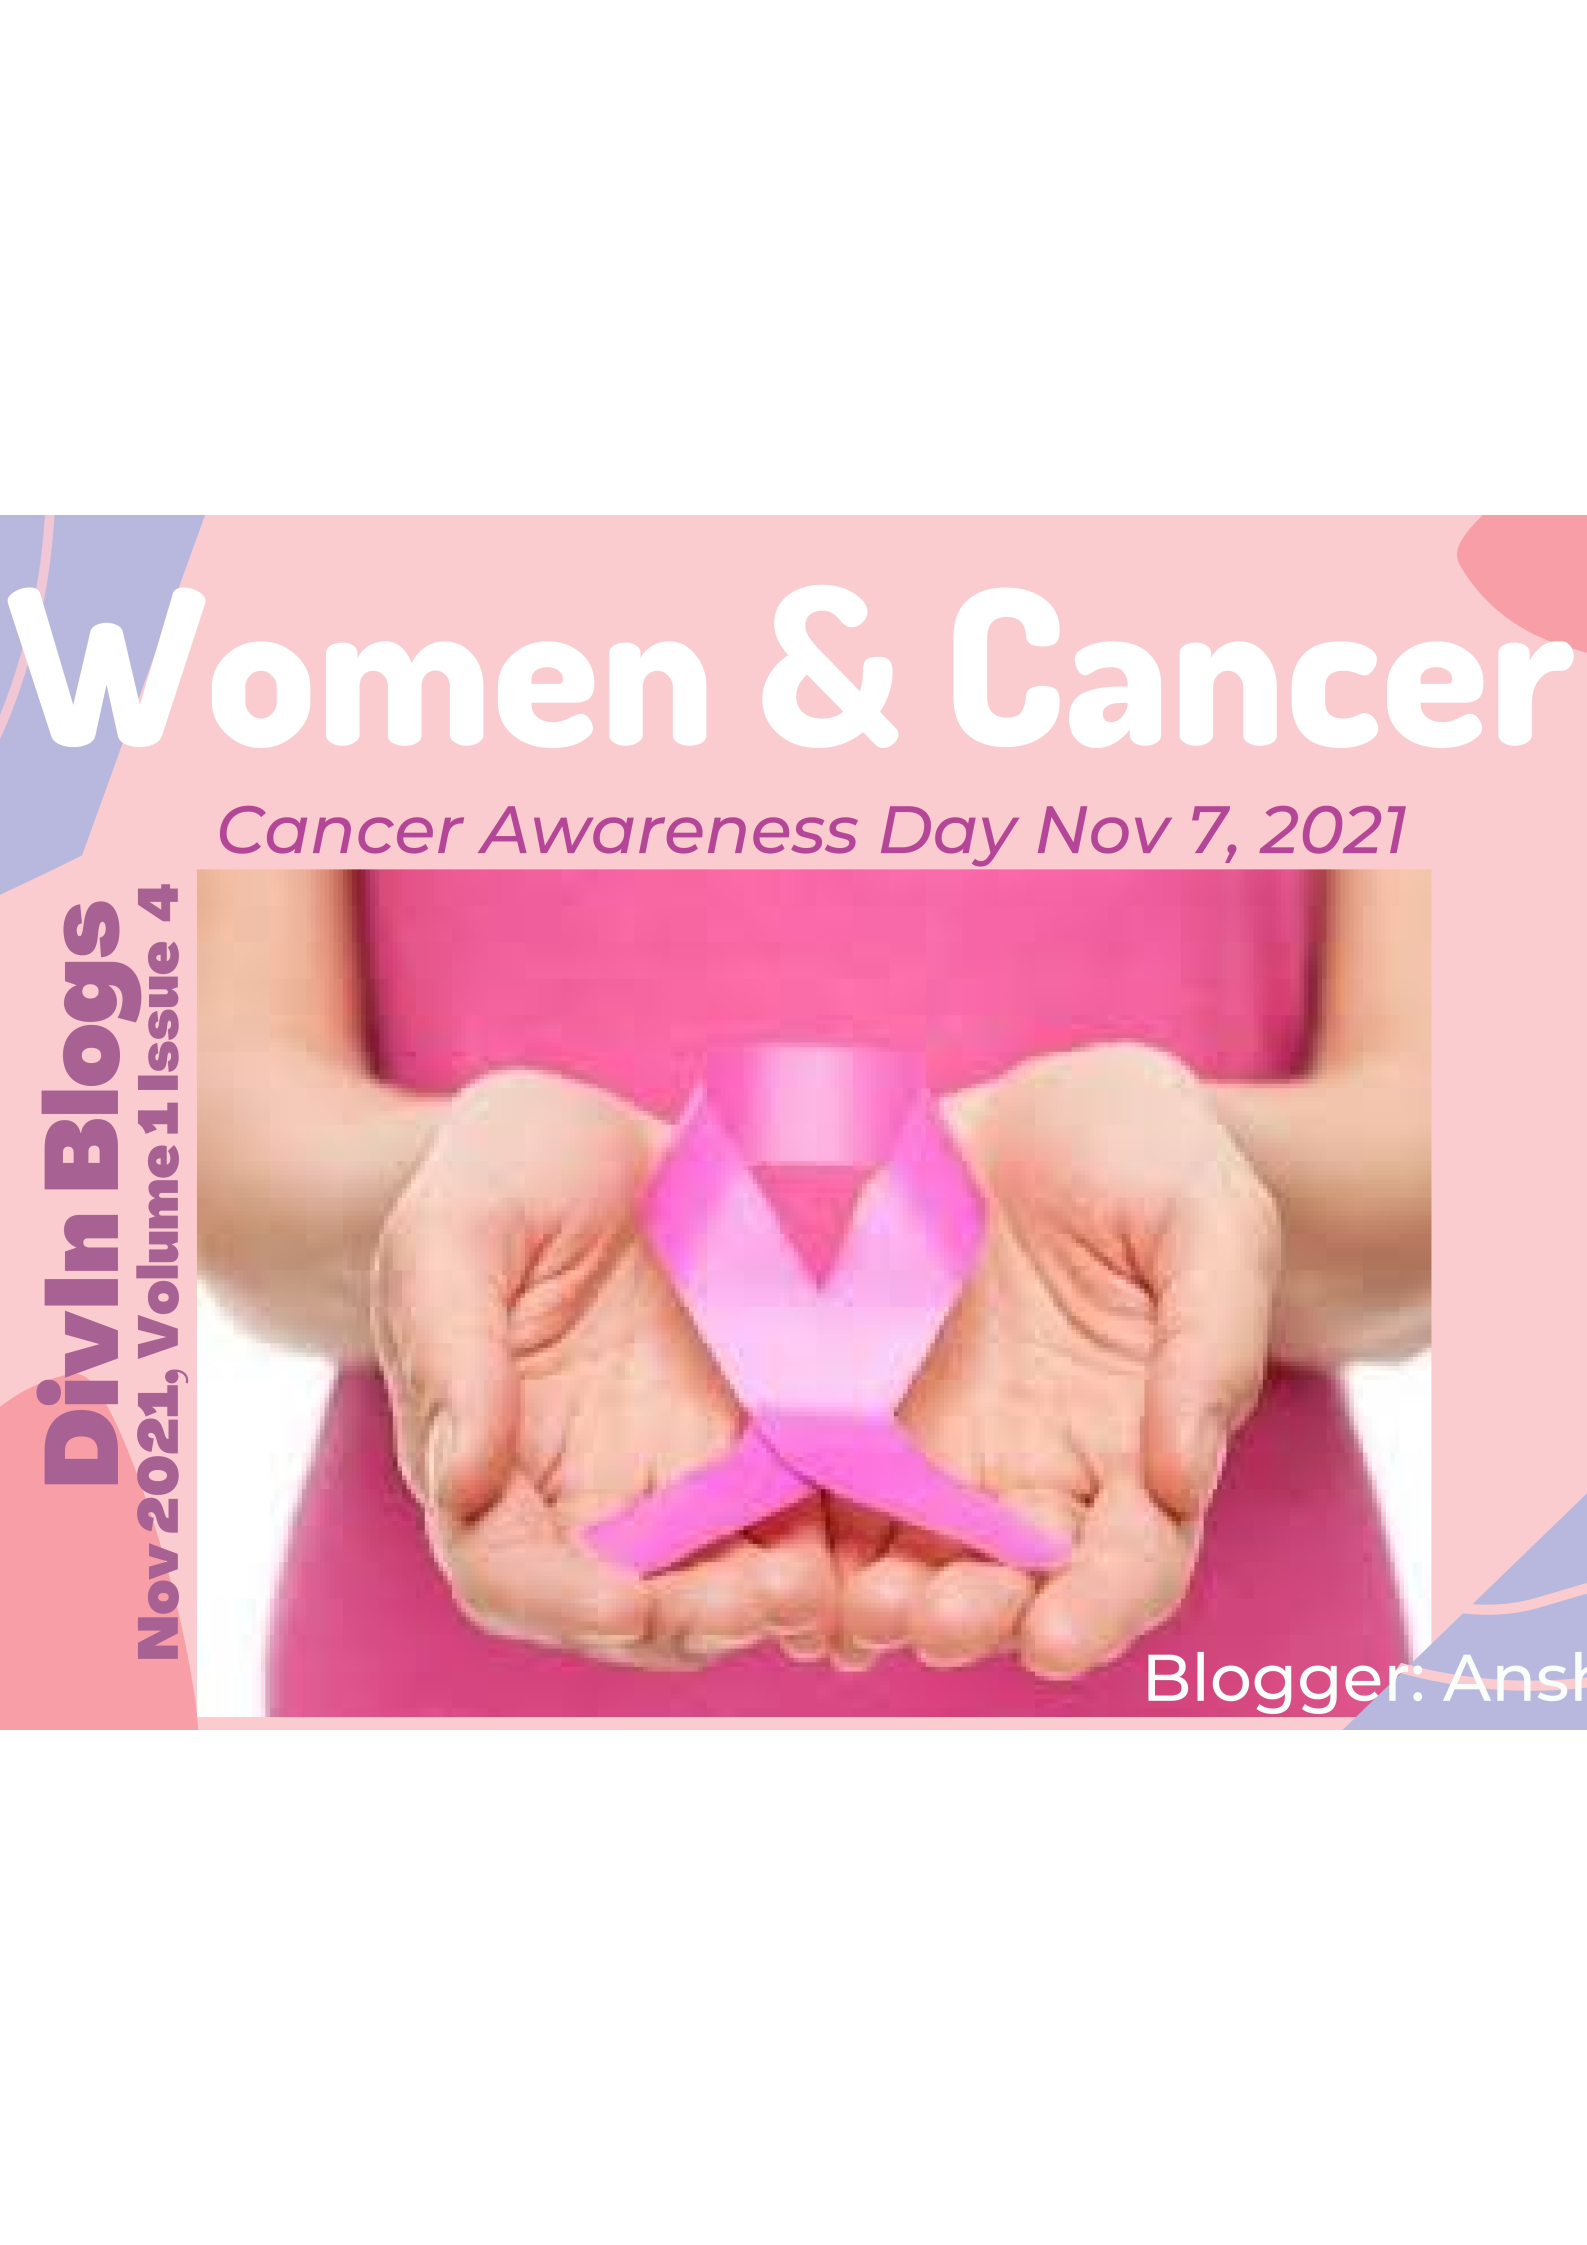 Women & Cancer
Cancer Awareness Day Nov 7, 2021
DivIn Blogs
Nov 2021, Volume 1 Issue 4
Blogger: